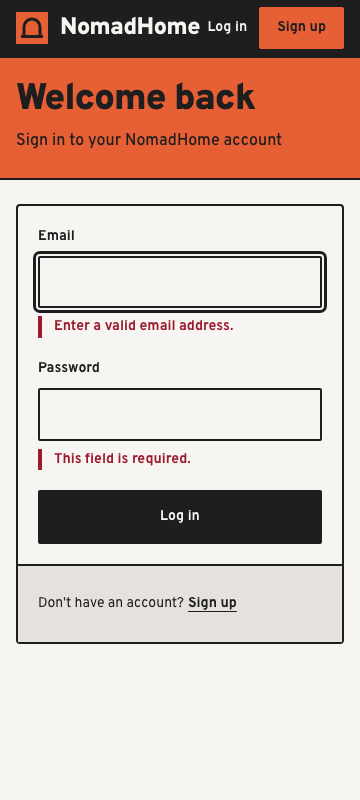 NomadHome Log in Sign up
Welcome back
Sign in to your NomadHome account
Email
Enter a valid email address.
Password
This field is required.
Log in
Don't have an account? Sign up